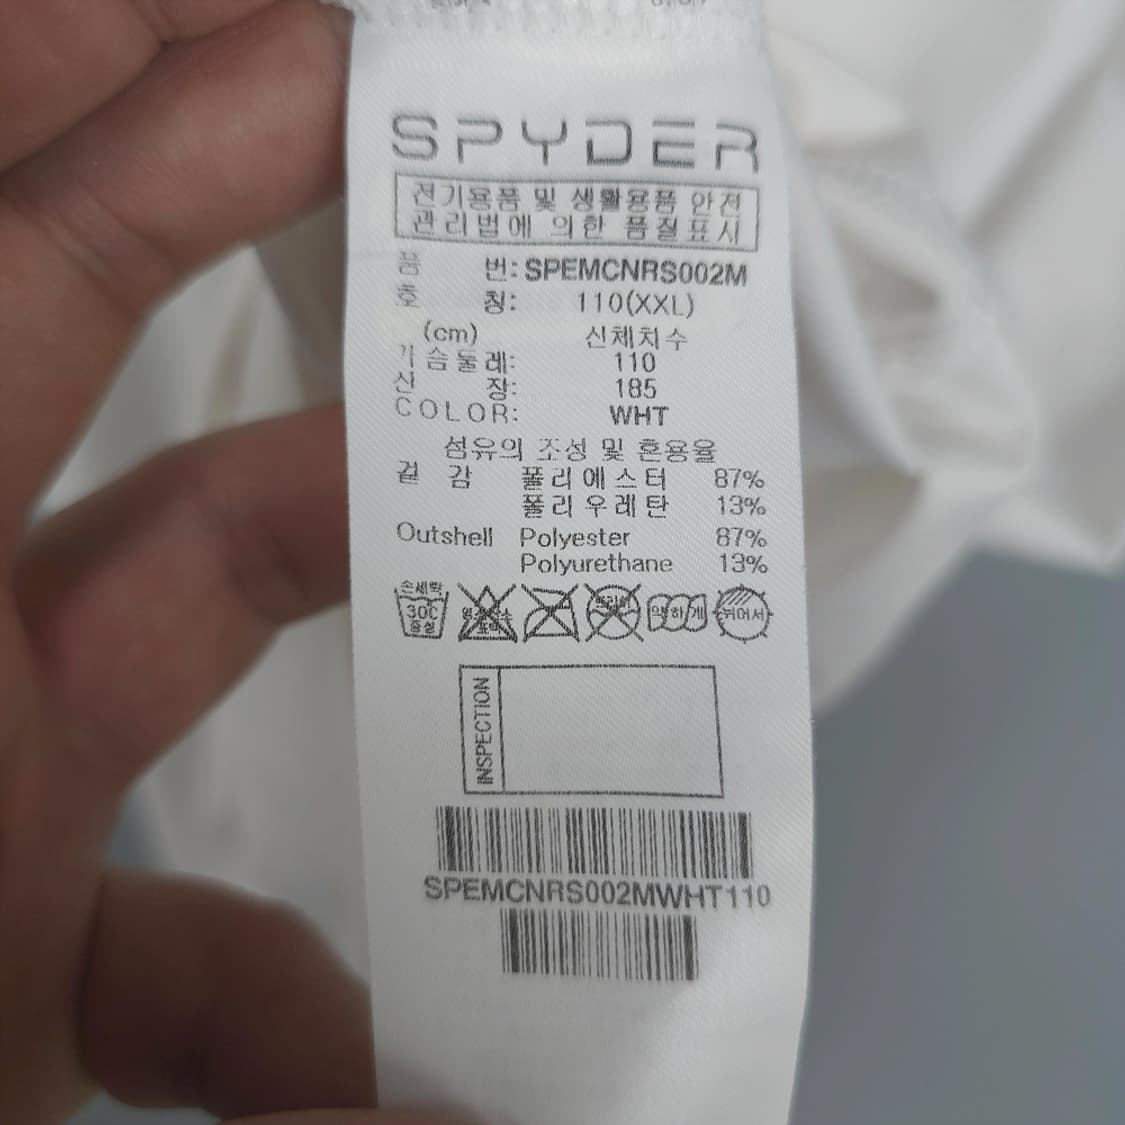 SPYDER
전기용품 및 생활용품 안전
관리법에 의한 품질표시
품 번: SPEMCNRS002M
호 칭: 110(XXL)
(cm) 신체치수
가슴둘레: 110
신 장: 185
COLOR: WHT
섬유의 조성 및 혼용율
겉 감 폴리에스터 87%
폴리우레탄 13%
Outshell Polyester 87%
Polyurethane 13%
손세탁
30℃
중성
약하게
뉘어서
INSPECTION
SPEMCNRS002MWHT110